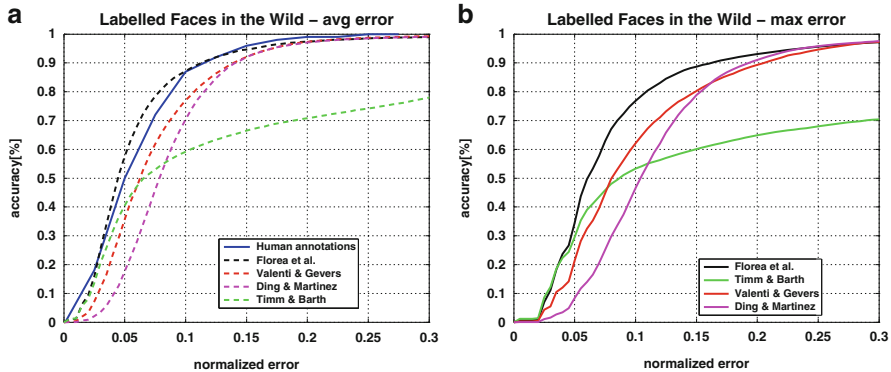 a
Labelled Faces in the Wild – avg error
1
0.9
0.8
0.7
0.6
0.5
0.4
0.3
0.2
0.1
0
accuracy[%]
Human annotations
Florea et al.
Valenti & Gevers
Ding & Martinez
Timm & Barth
0 0.05 0.1 0.15 0.2 0.25 0.3
normalized error
b
Labelled Faces in the Wild – max error
1
0.9
0.8
0.7
0.6
0.5
0.4
0.3
0.2
0.1
0
accuracy[%]
Florea et al.
Timm & Barth
Valenti & Gevers
Ding & Martinez
0 0.05 0.1 0.15 0.2 0.25 0.3
normalized error